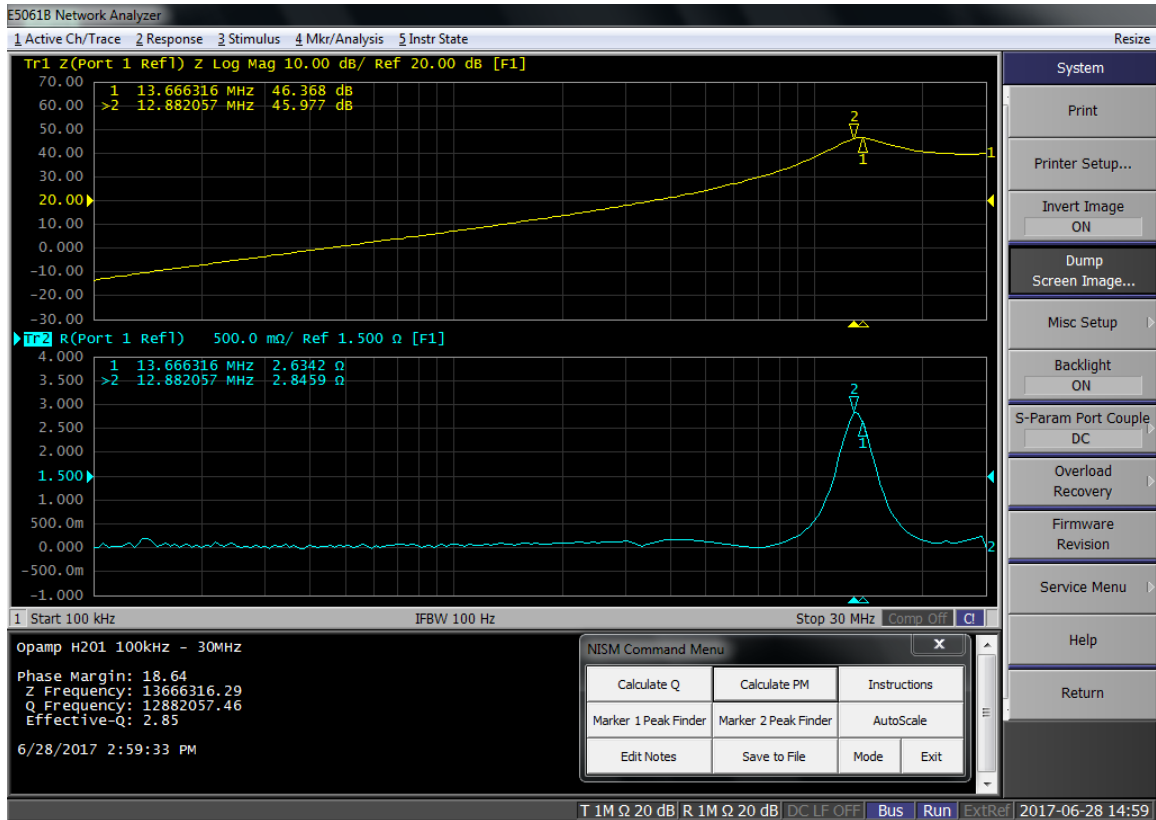 E5061B Network Analyzer
1 Active Ch/Trace 2 Response 3 Stimulus 4 Mkr/Analysis 5 Instr State Resize
Tr1 Z(Port 1 Refl) Z Log Mag 10.00 dB/ Ref 20.00 dB [F1]
70.00
1 13.666316 MHz 46.368 dB
60.00
>2 12.882057 MHz 45.977 dB
50.00
2
40.00
1
1
30.00
20.00
10.00
0.000
-10.00
-20.00
-30.00
Tr2 R(Port 1 Refl) 500.0 mΩ/ Ref 1.500 Ω [F1]
4.000
1 13.666316 MHz 2.6342 Ω
3.500
>2 12.882057 MHz 2.8459 Ω
2
3.000
2.500
1
2.000
1.500
1.000
500.0m
0.000
2
-500.0m
-1.000
1 Start 100 kHz IFBW 100 Hz Stop 30 MHz Comp Off C!
System
Print
Printer Setup...
Invert Image
ON
Dump
Screen Image...
Misc Setup
Backlight
ON
S-Param Port Couple
DC
Overload
Recovery
Firmware
Revision
Service Menu
Help
Return
Opamp H201 100kHz - 30MHz
Phase Margin: 18.64
Z Frequency: 13666316.29
Q Frequency: 12882057.46
Effective-Q: 2.85
6/28/2017 2:59:33 PM
NISM Command Menu x
Calculate Q Calculate PM Instructions
Marker 1 Peak Finder Marker 2 Peak Finder AutoScale
Edit Notes Save to File Mode Exit
T 1M Ω 20 dB R 1M Ω 20 dB DC LF OFF Bus Run ExtRef 2017-06-28 14:59